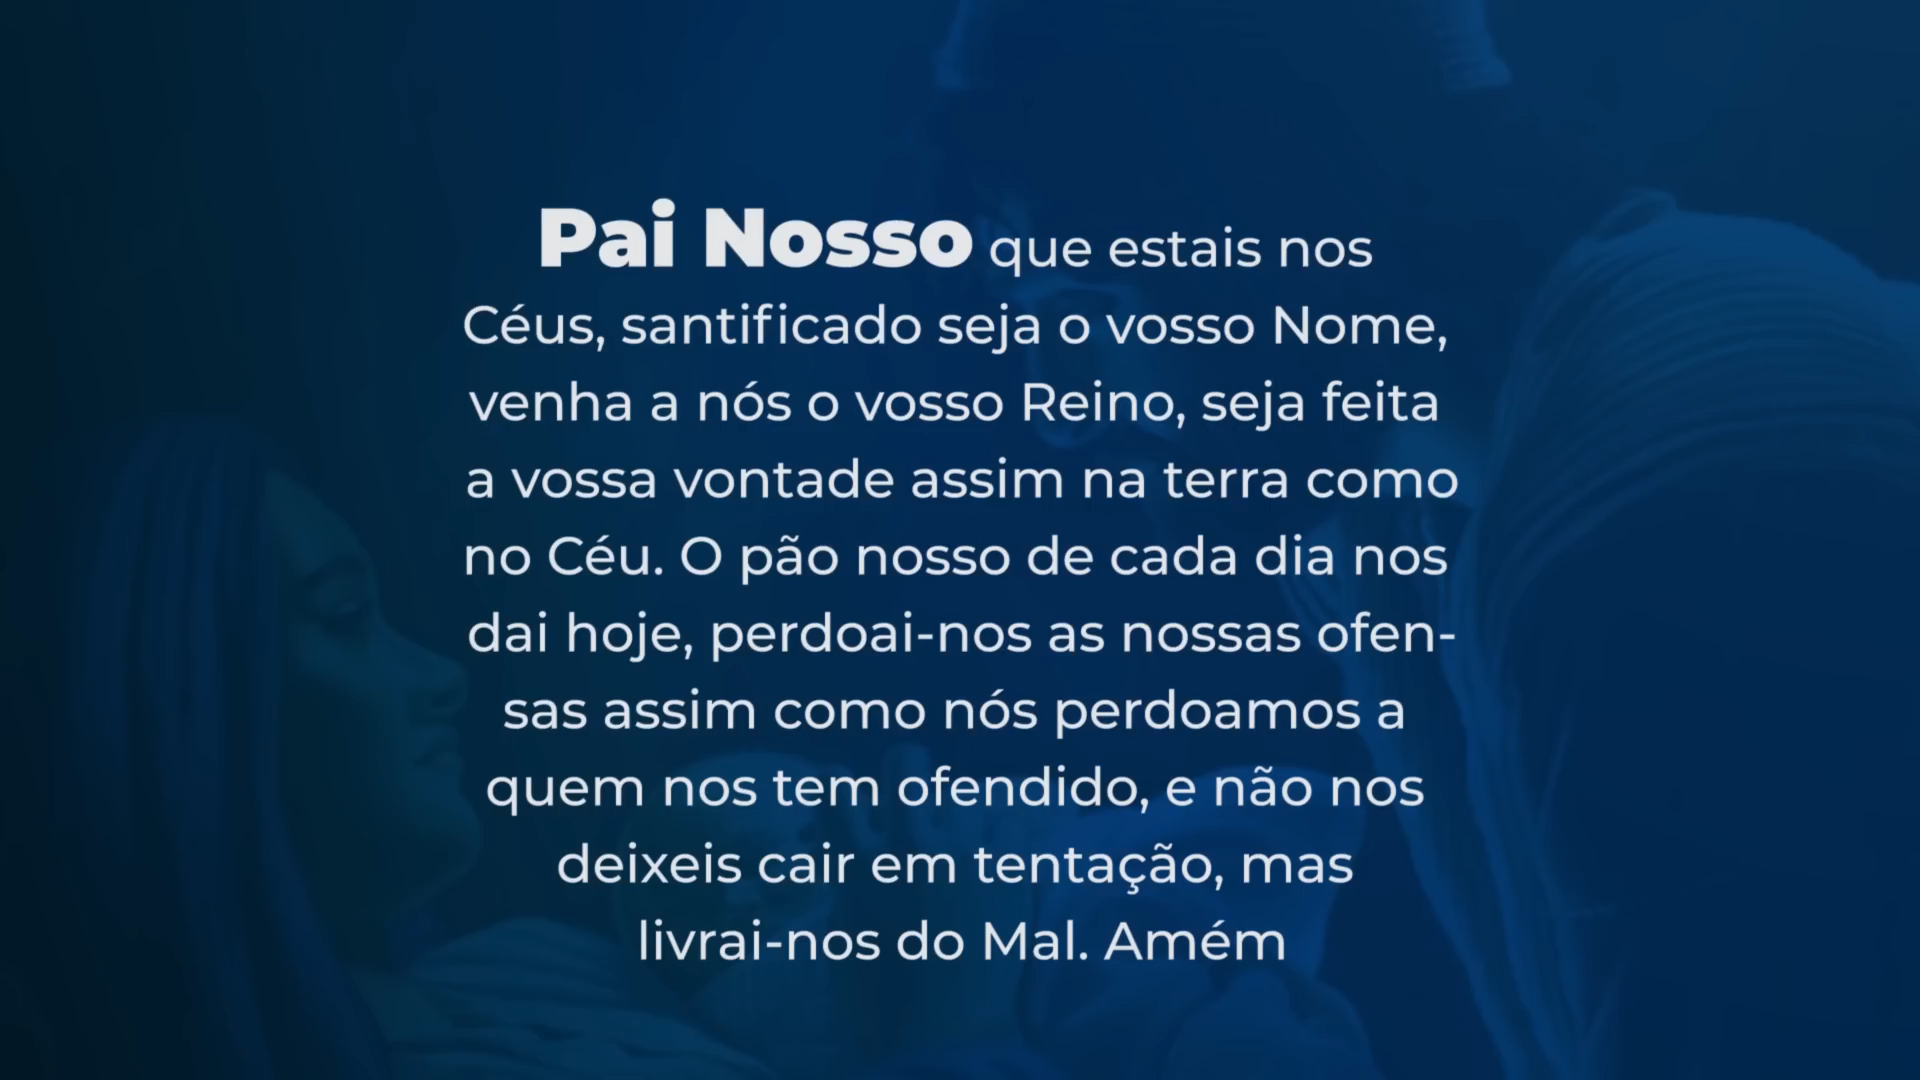 Pai Nosso que estais nos
Céus, santificado seja o vosso Nome,
venha a nós o vosso Reino, seja feita
a vossa vontade assim na terra como
no Céu. O pão nosso de cada dia nos
dai hoje, perdoai-nos as nossas ofen-
sas assim como nós perdoamos a
quem nos tem ofendido, e não nos
deixeis cair em tentação, mas
livrai-nos do Mal. Amém